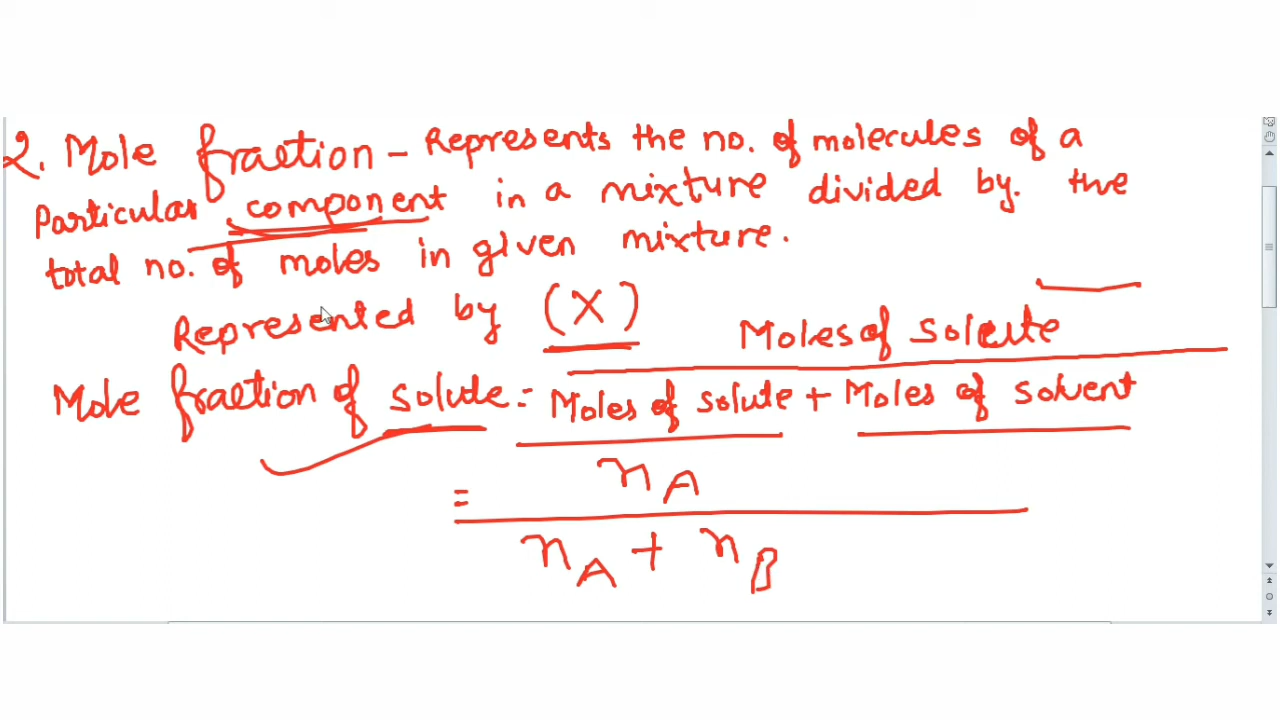 2. Mole fraction - Represents the no. of molecules of a
Particular component in a mixture divided by. the
total no. of moles in given mixture.
Represented by (X)
Moles of Solute
Mole fraction of solute = Moles of solute + Moles of solvent
= nA
nA + nB